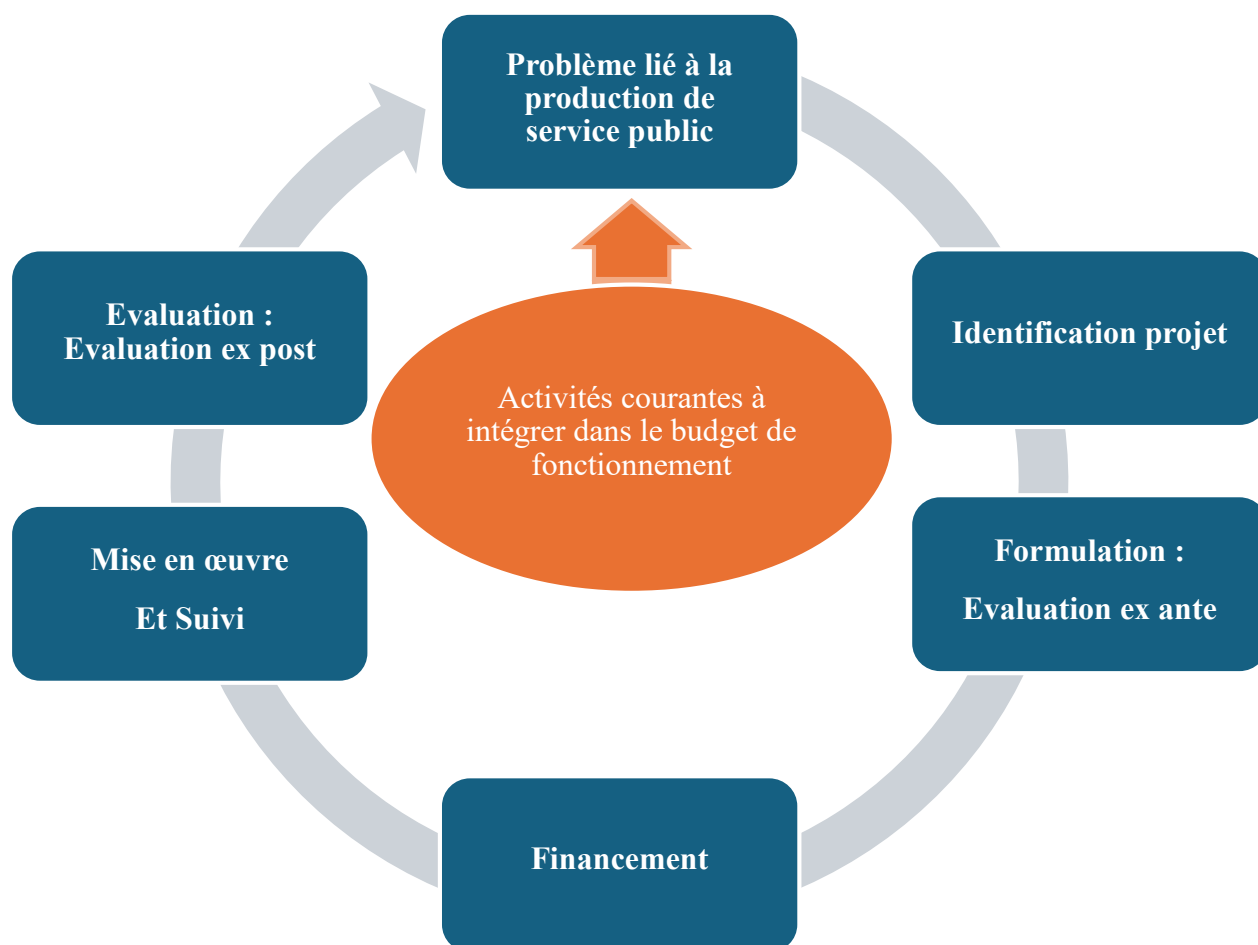 Problème lié à la
production de
service public
Identification projet
Formulation :
Evaluation ex ante
Financement
Mise en œuvre
Et Suivi
Evaluation :
Evaluation ex post
Activités courantes à
intégrer dans le budget de
fonctionnement